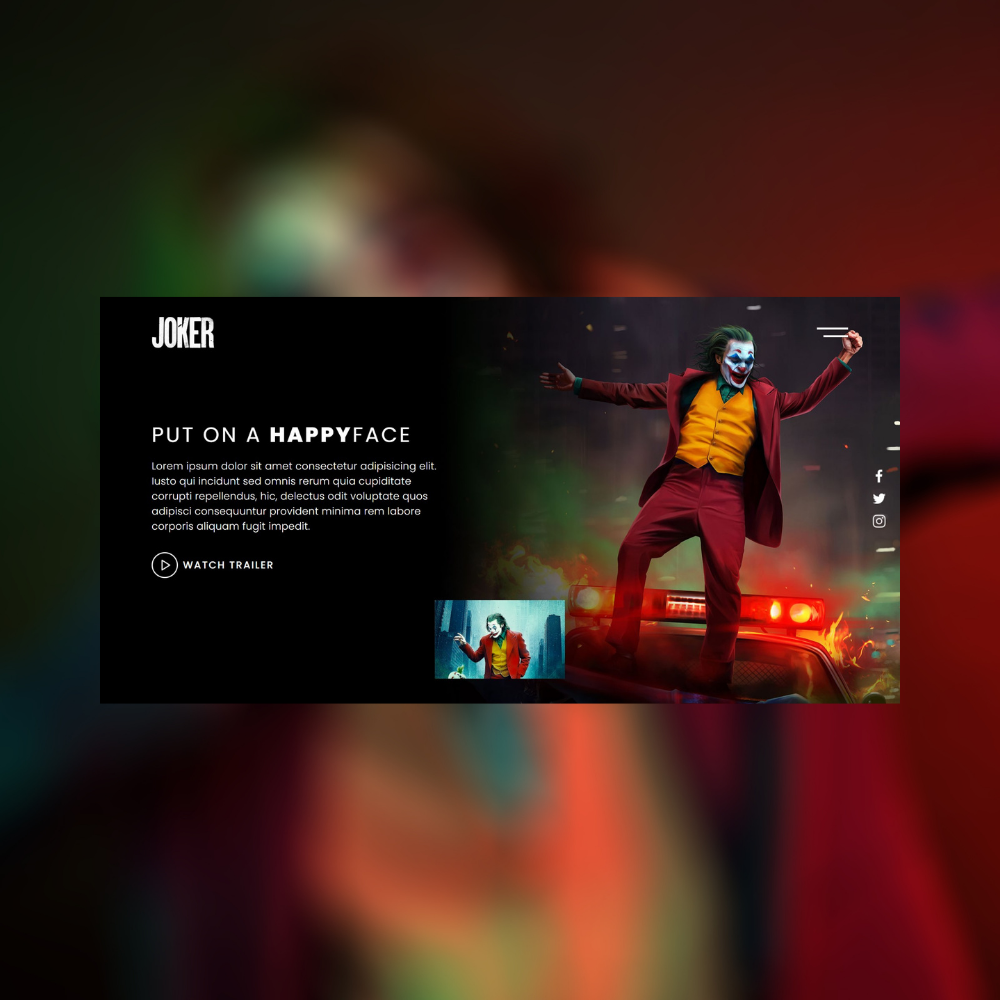 JOKER
PUT ON A HAPPYFACE
Lorem ipsum dolor sit amet consectetur adipisicing elit.
Iusto qui incidunt sed omnis rerum quia cupiditate
corrupti repellendus, hic, delectus odit voluptate quos
adipisci consequuntur provident minima rem labore
corporis aliquam fugit impedit.
WATCH TRAILER